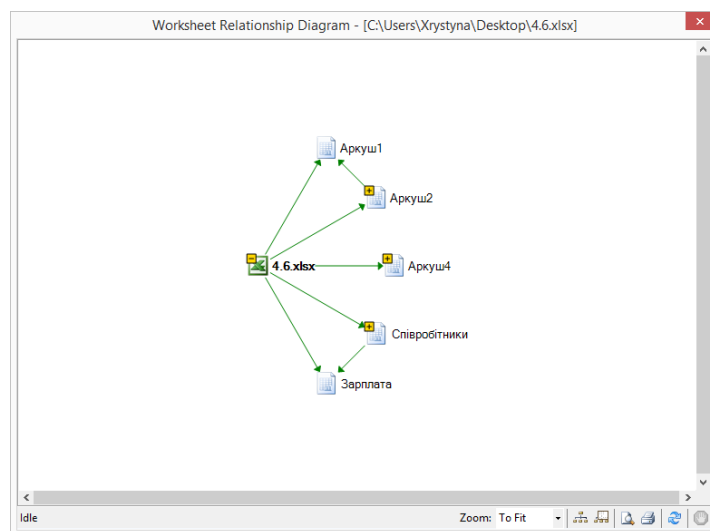 Worksheet Relationship Diagram - [C:\Users\Xrystyna\Desktop\4.6.xlsx]
Аркуш1
Аркуш2
4.6.xlsx
Аркуш4
Співробітники
Зарплата
Idle
Zoom: To Fit